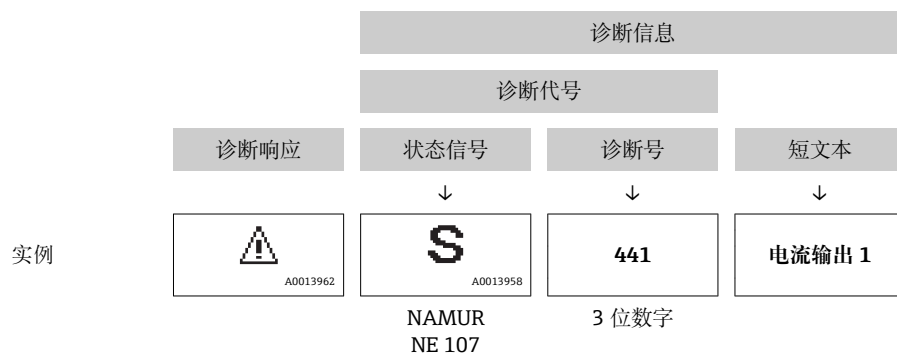 诊断信息
诊断代号
诊断响应 状态信号 诊断号 短文本
↓ ↓ ↓
实例 S 441 电流输出 1
A0013962 A0013958
NAMUR 3 位数字
NE 107